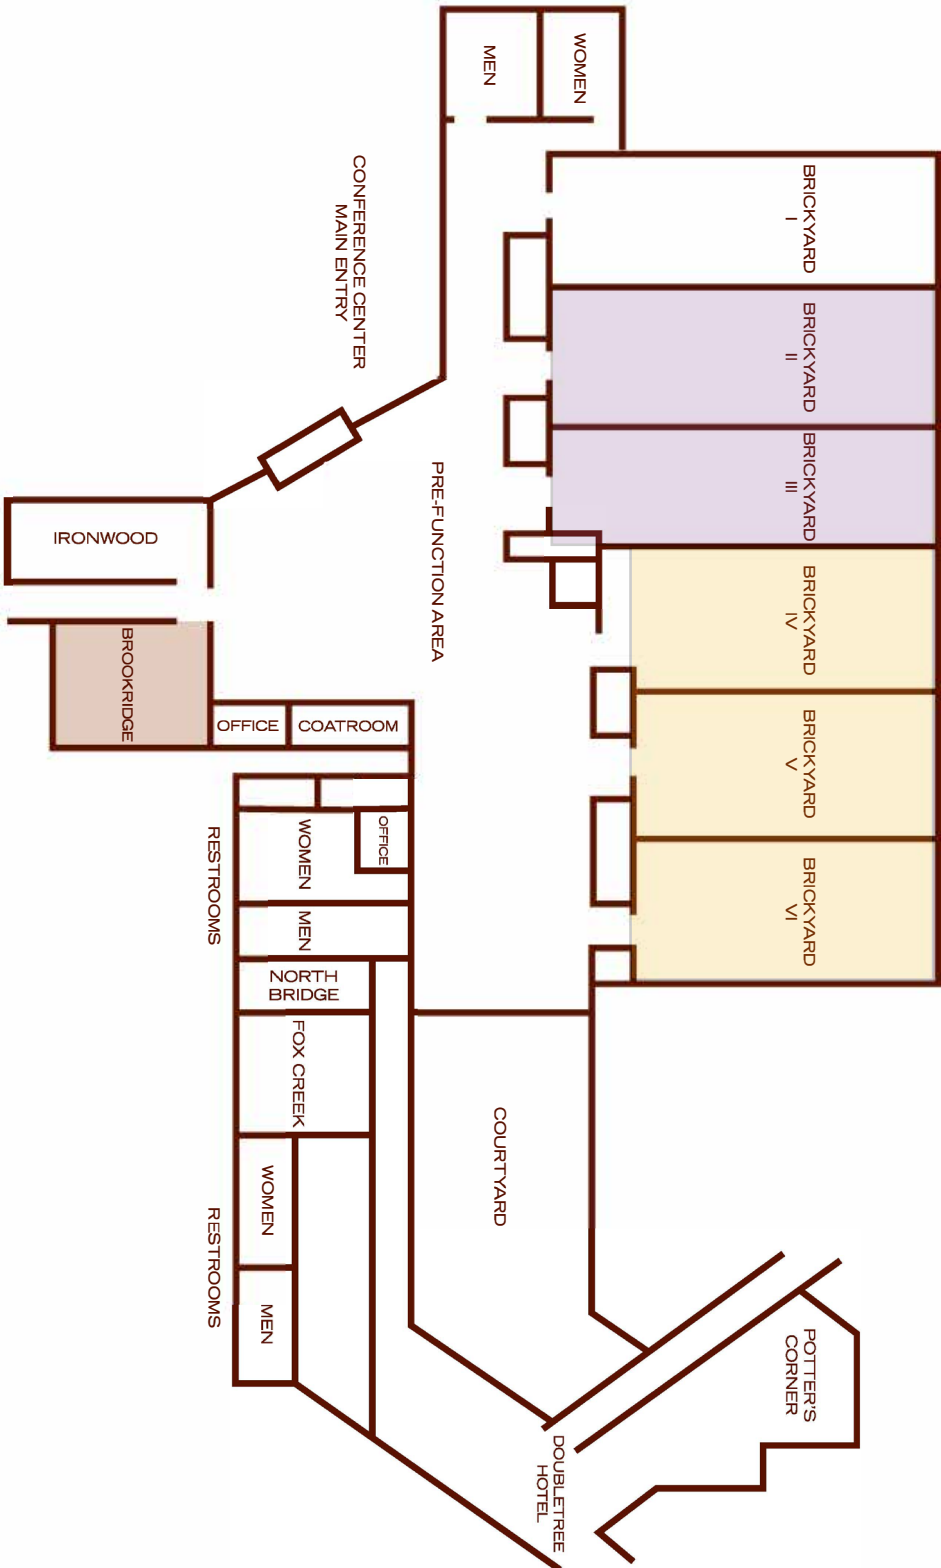 MEN
WOMEN
BRICKYARD
I
BRICKYARD
II
BRICKYARD
III
BRICKYARD
IV
BRICKYARD
V
BRICKYARD
VI
CONFERENCE CENTER
MAIN ENTRY
PRE-FUNCTION AREA
IRONWOOD
BROOKRIDGE
OFFICE
COATROOM
OFFICE
WOMEN
MEN
RESTROOMS
NORTH
BRIDGE
FOX CREEK
WOMEN
MEN
RESTROOMS
COURTYARD
POTTER'S
CORNER
DOUBLETREE
HOTEL